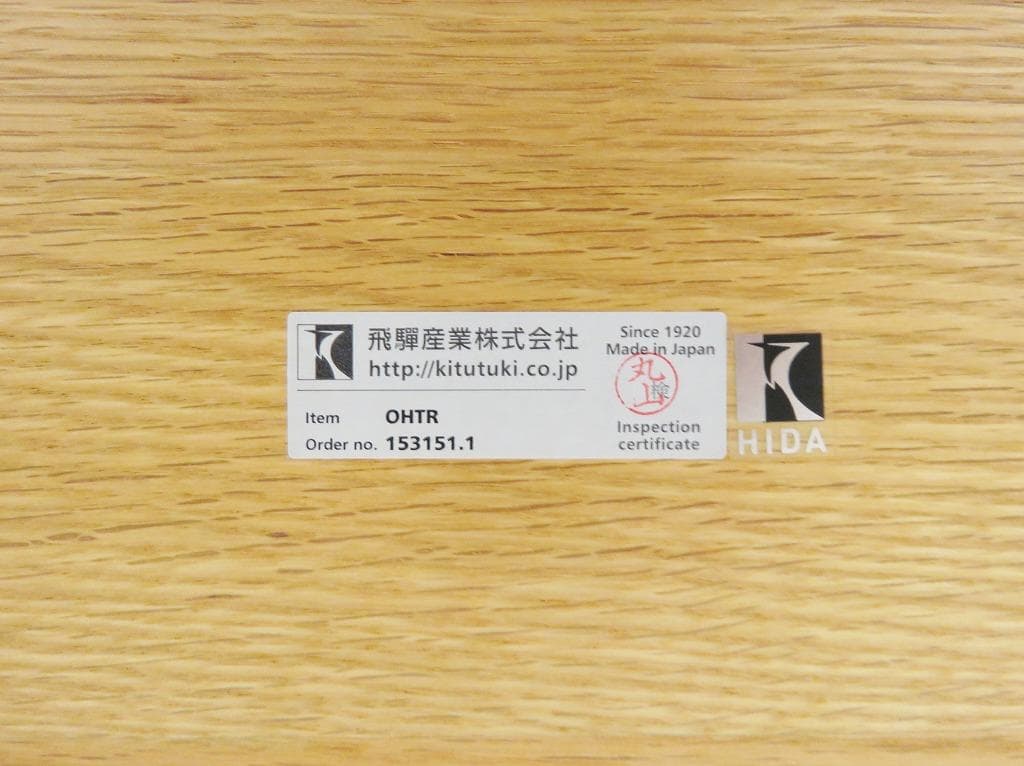 飛驒産業株式会社
http://kitutuki.co.jp
Item OHTR
Order no. 153151.1
Since 1920
Made in Japan
検
丸山
Inspection
certificate
HIDA